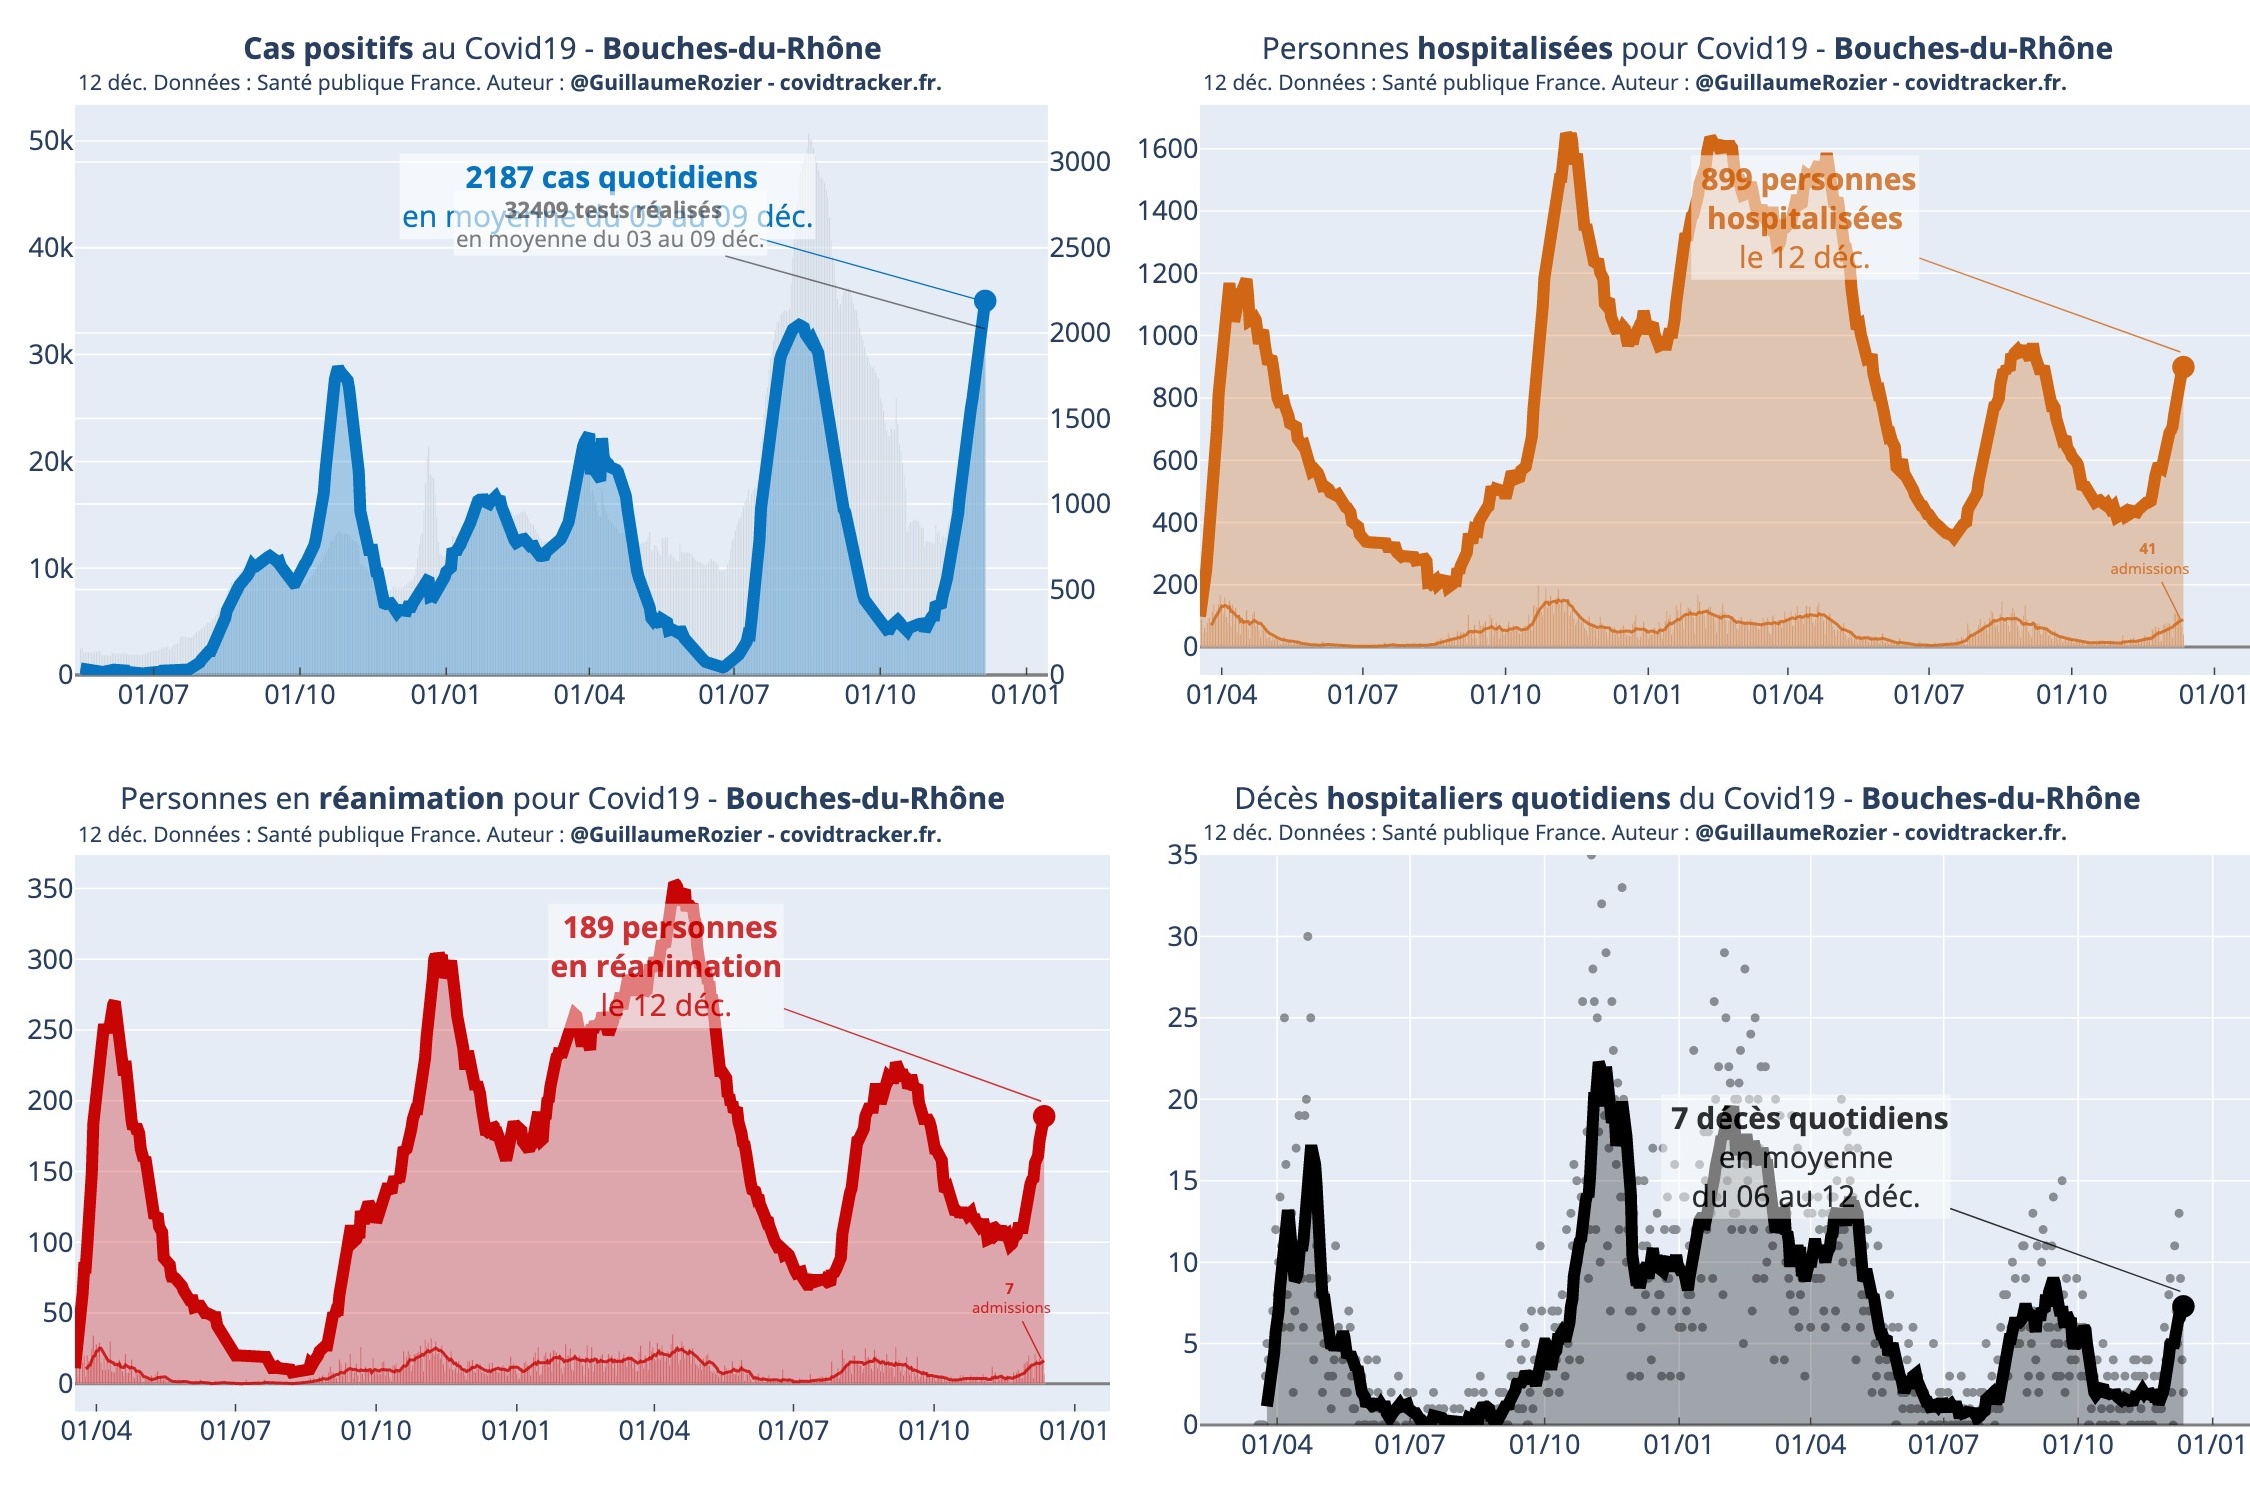 Cas positifs au Covid19 - Bouches-du-Rhône
12 déc. Données : Santé publique France. Auteur : @GuillaumeRozier - covidtracker.fr.
50k
40k
30k
20k
10k
0
3000
2500
2000
1500
1000
500
0
2187 cas quotidiens
en moyenne du 03 au 09 déc.
32409 tests réalisés
en moyenne du 03 au 09 déc.
01/07
01/10
01/01
01/04
01/07
01/10
01/01
Personnes hospitalisées pour Covid19 - Bouches-du-Rhône
12 déc. Données : Santé publique France. Auteur : @GuillaumeRozier - covidtracker.fr.
1600
1400
1200
1000
800
600
400
200
0
899 personnes
hospitalisées
le 12 déc.
41
admissions
01/04
01/07
01/10
01/01
01/04
01/07
01/10
01/01
Personnes en réanimation pour Covid19 - Bouches-du-Rhône
12 déc. Données : Santé publique France. Auteur : @GuillaumeRozier - covidtracker.fr.
350
300
250
200
150
100
50
0
189 personnes
en réanimation
le 12 déc.
7
admissions
01/04
01/07
01/10
01/01
01/04
01/07
01/10
01/01
Décès hospitaliers quotidiens du Covid19 - Bouches-du-Rhône
12 déc. Données : Santé publique France. Auteur : @GuillaumeRozier - covidtracker.fr.
35
30
25
20
15
10
5
0
7 décès quotidiens
en moyenne
du 06 au 12 déc.
01/04
01/07
01/10
01/01
01/04
01/07
01/10
01/01